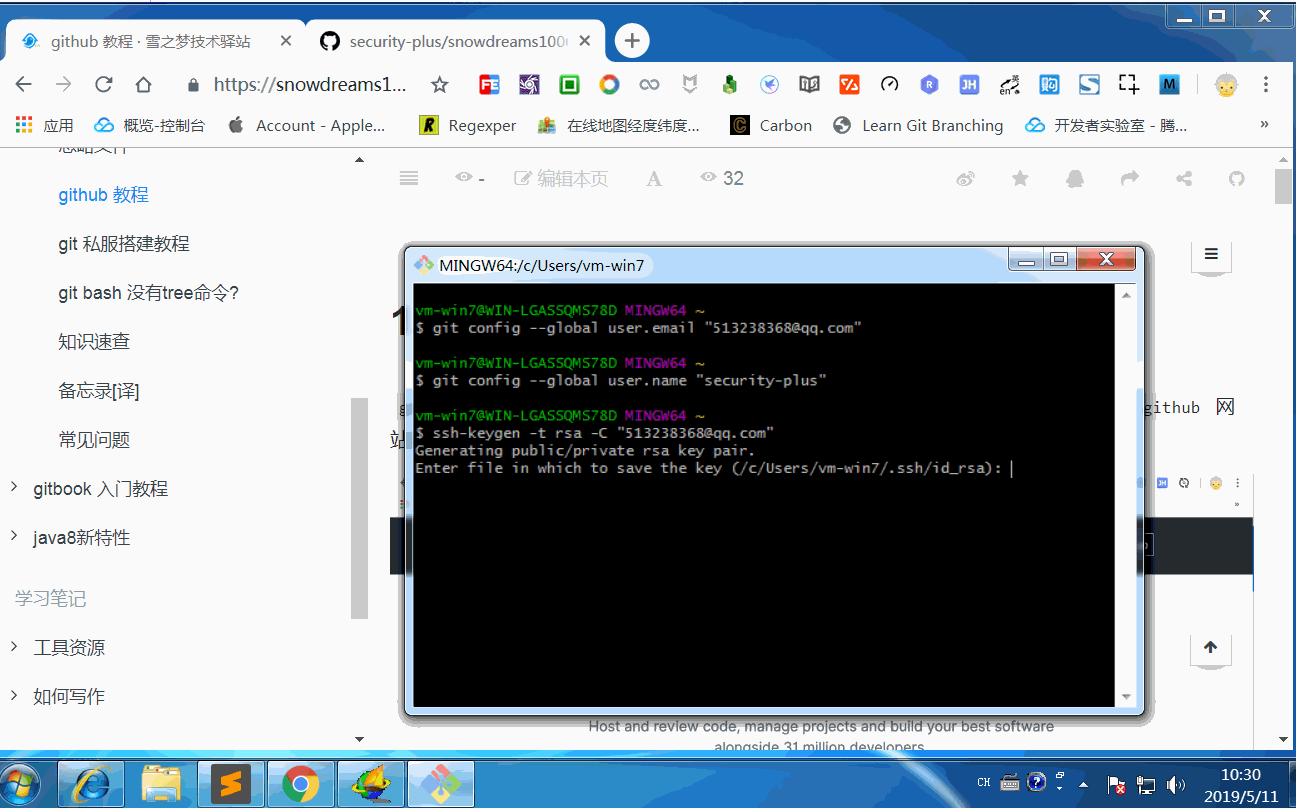 github 教程 · 雪之梦技术驿站
security-plus/snowdreams100
https://snowdreams1...
应用
概览-控制台
Account - Apple...
Regexper
在线地图经度纬度...
Carbon
Learn Git Branching
开发者实验室 - 腾...
»
忽略文件
github 教程
git 私服搭建教程
git bash 没有tree命令?
知识速查
备忘录[译]
常见问题
gitbook 入门教程
java8新特性
学习笔记
工具资源
如何写作
-
编辑本页
A
32
MINGW64:/c/Users/vm-win7
vm-win7@WIN-LGASSQMS78D MINGW64 ~
$ git config --global user.email "513238368@qq.com"
vm-win7@WIN-LGASSQMS78D MINGW64 ~
$ git config --global user.name "security-plus"
vm-win7@WIN-LGASSQMS78D MINGW64 ~
$ ssh-keygen -t rsa -C "513238368@qq.com"
Generating public/private rsa key pair.
Enter file in which to save the key (/c/Users/vm-win7/.ssh/id_rsa):
github 网
站
Host and review code, manage projects and build your best software
alongside 31 million developers
CH
10:30
2019/5/11